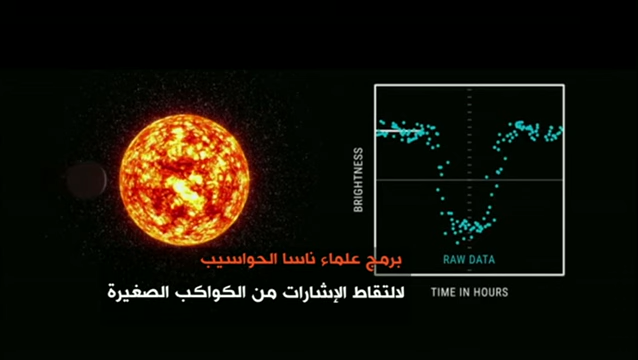 BRIGHTNESS
RAW DATA
TIME IN HOURS
برمج علماء ناسا الحواسيب
لالتقاط الإشارات من الكواكب الصغيرة